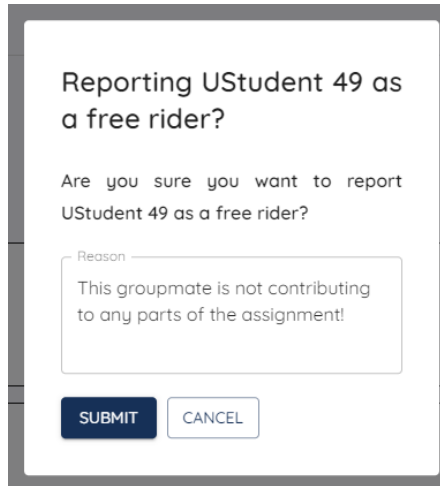 Reporting UStudent 49 as
a free rider?
Are you sure you want to report
UStudent 49 as a free rider?
Reason
This groupmate is not contributing
to any parts of the assignment!
SUBMIT CANCEL